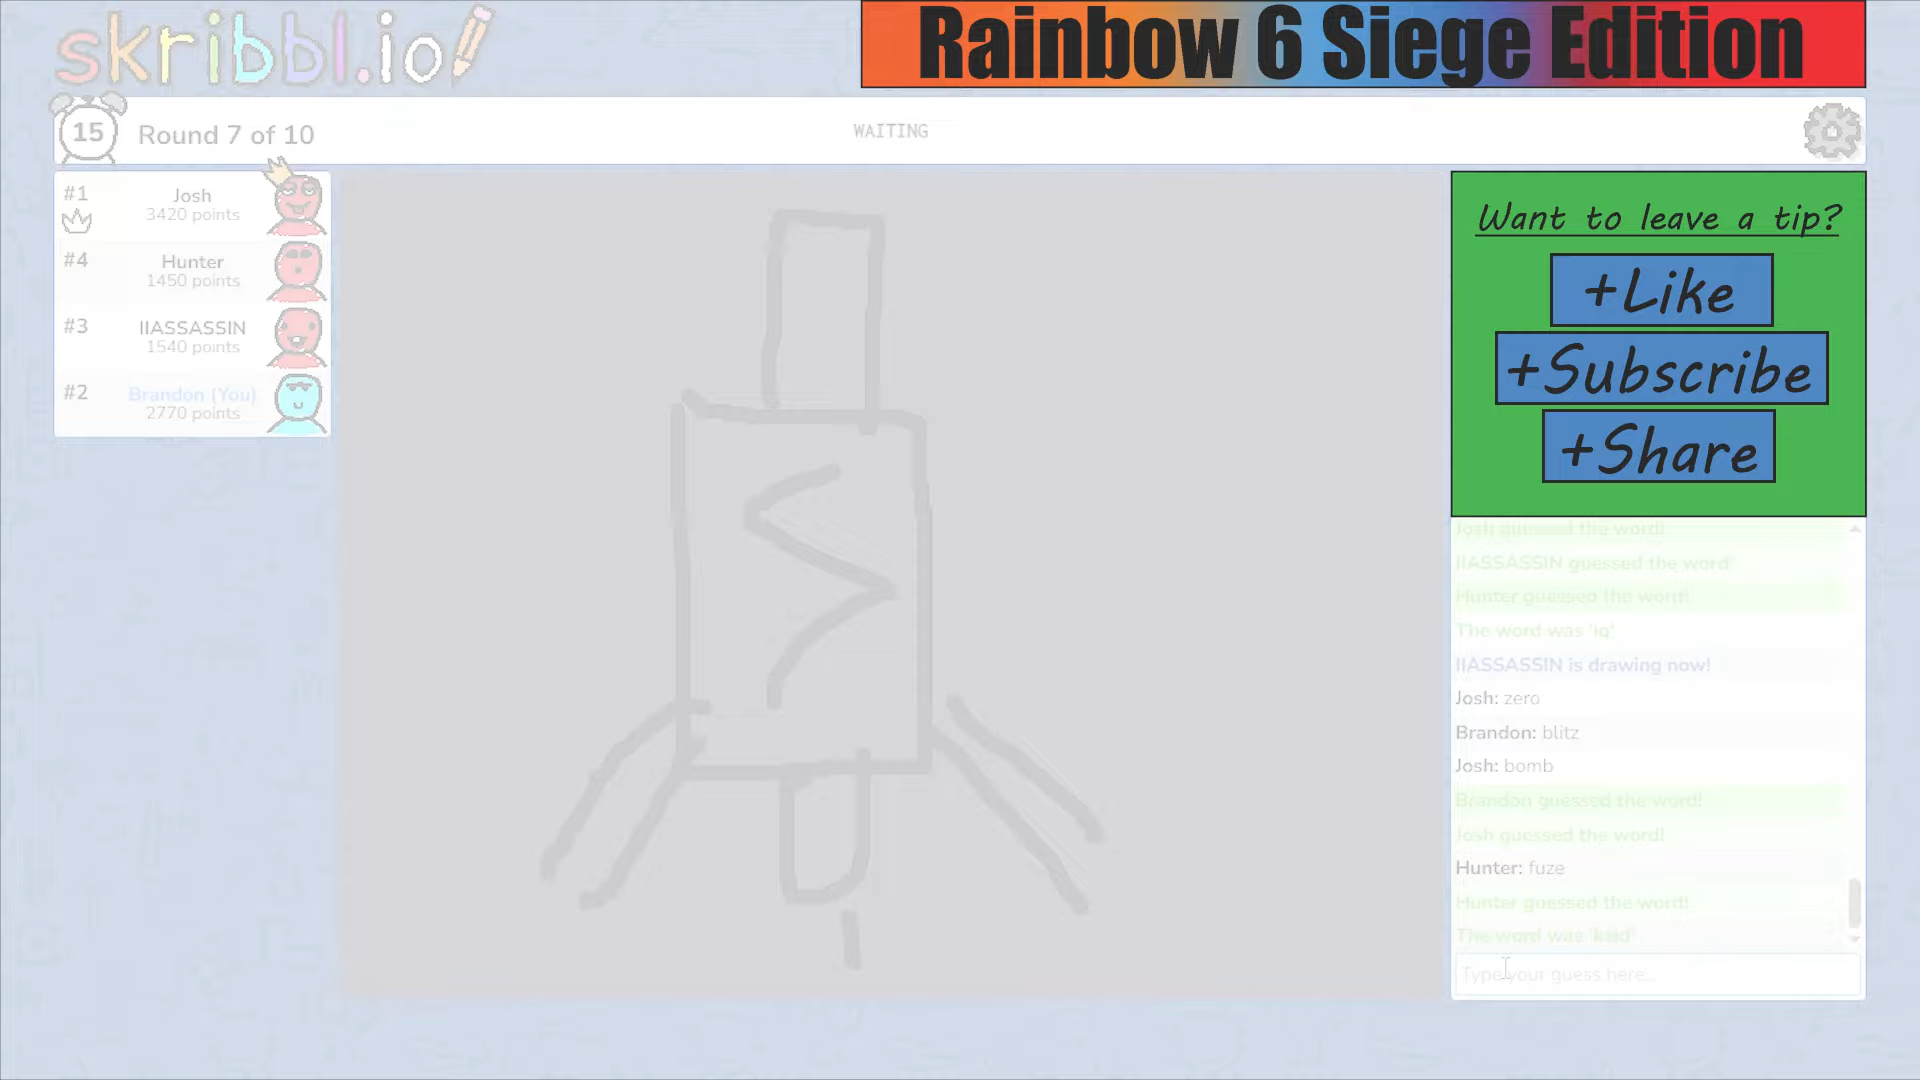 skribbl.io
Rainbow 6 Siege Edition
15
Round 7 of 10
WAITING
#1
Josh
3420 points
#4
Hunter
1450 points
#3
IIASSASSIN
1540 points
#2
Brandon (You)
2770 points
Want to leave a tip?
+Like
+Subscribe
+Share
Josh guessed the word!
IIASSASSIN guessed the word!
Hunter guessed the word!
The word was 'iq'
IIASSASSIN is drawing now!
Josh: zero
Brandon: blitz
Josh: bomb
Brandon guessed the word!
Josh guessed the word!
Hunter: fuze
Hunter guessed the word!
The word was 'kaid'
Type your guess here...